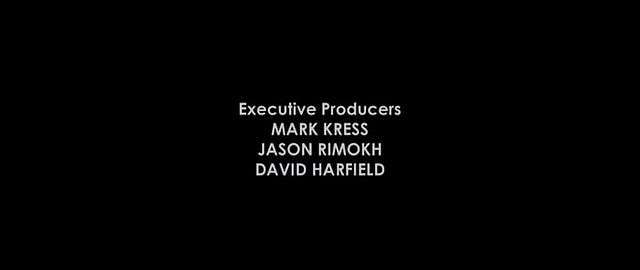 Executive Producers
MARK KRESS
JASON RIMOKH
DAVID HARFIELD